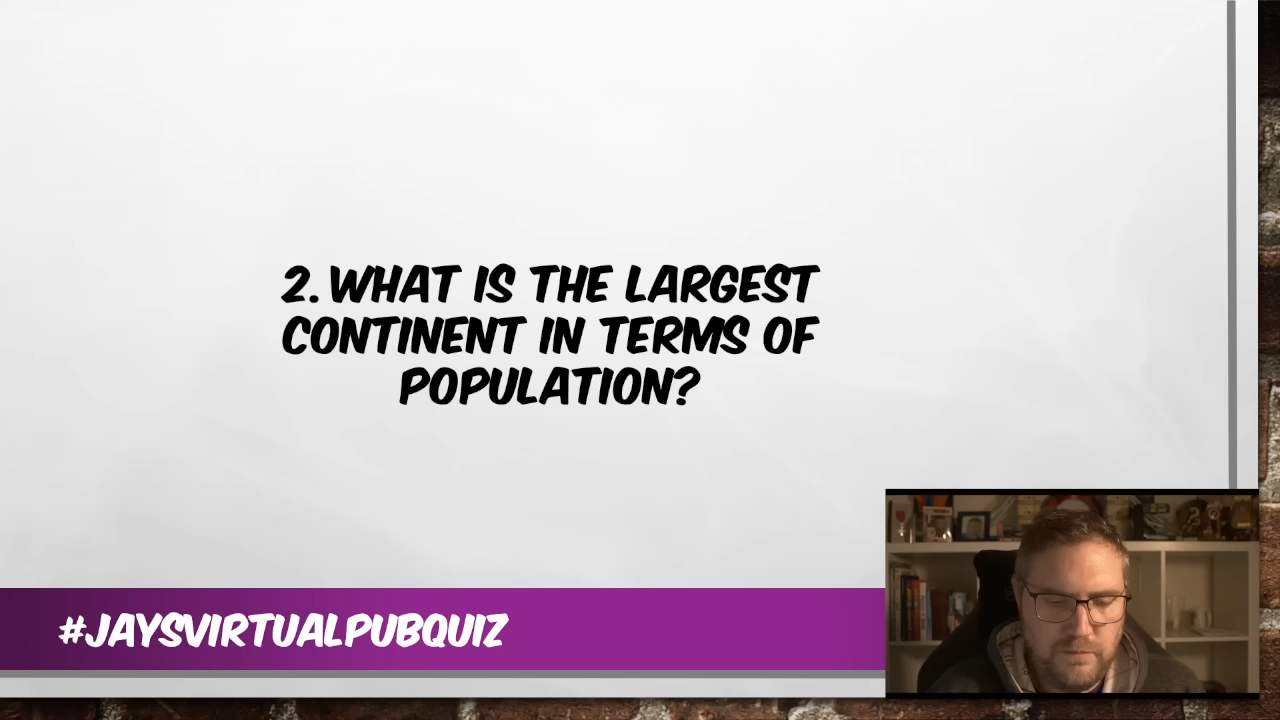 2. WHAT IS THE LARGEST
CONTINENT IN TERMS OF
POPULATION?
#JAYSVIRTUALPUBQUIZ